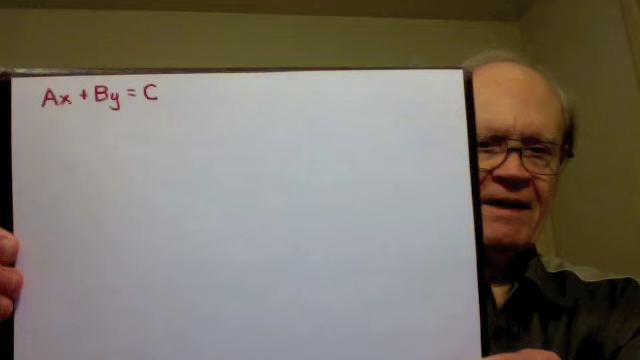 Ax + By = C